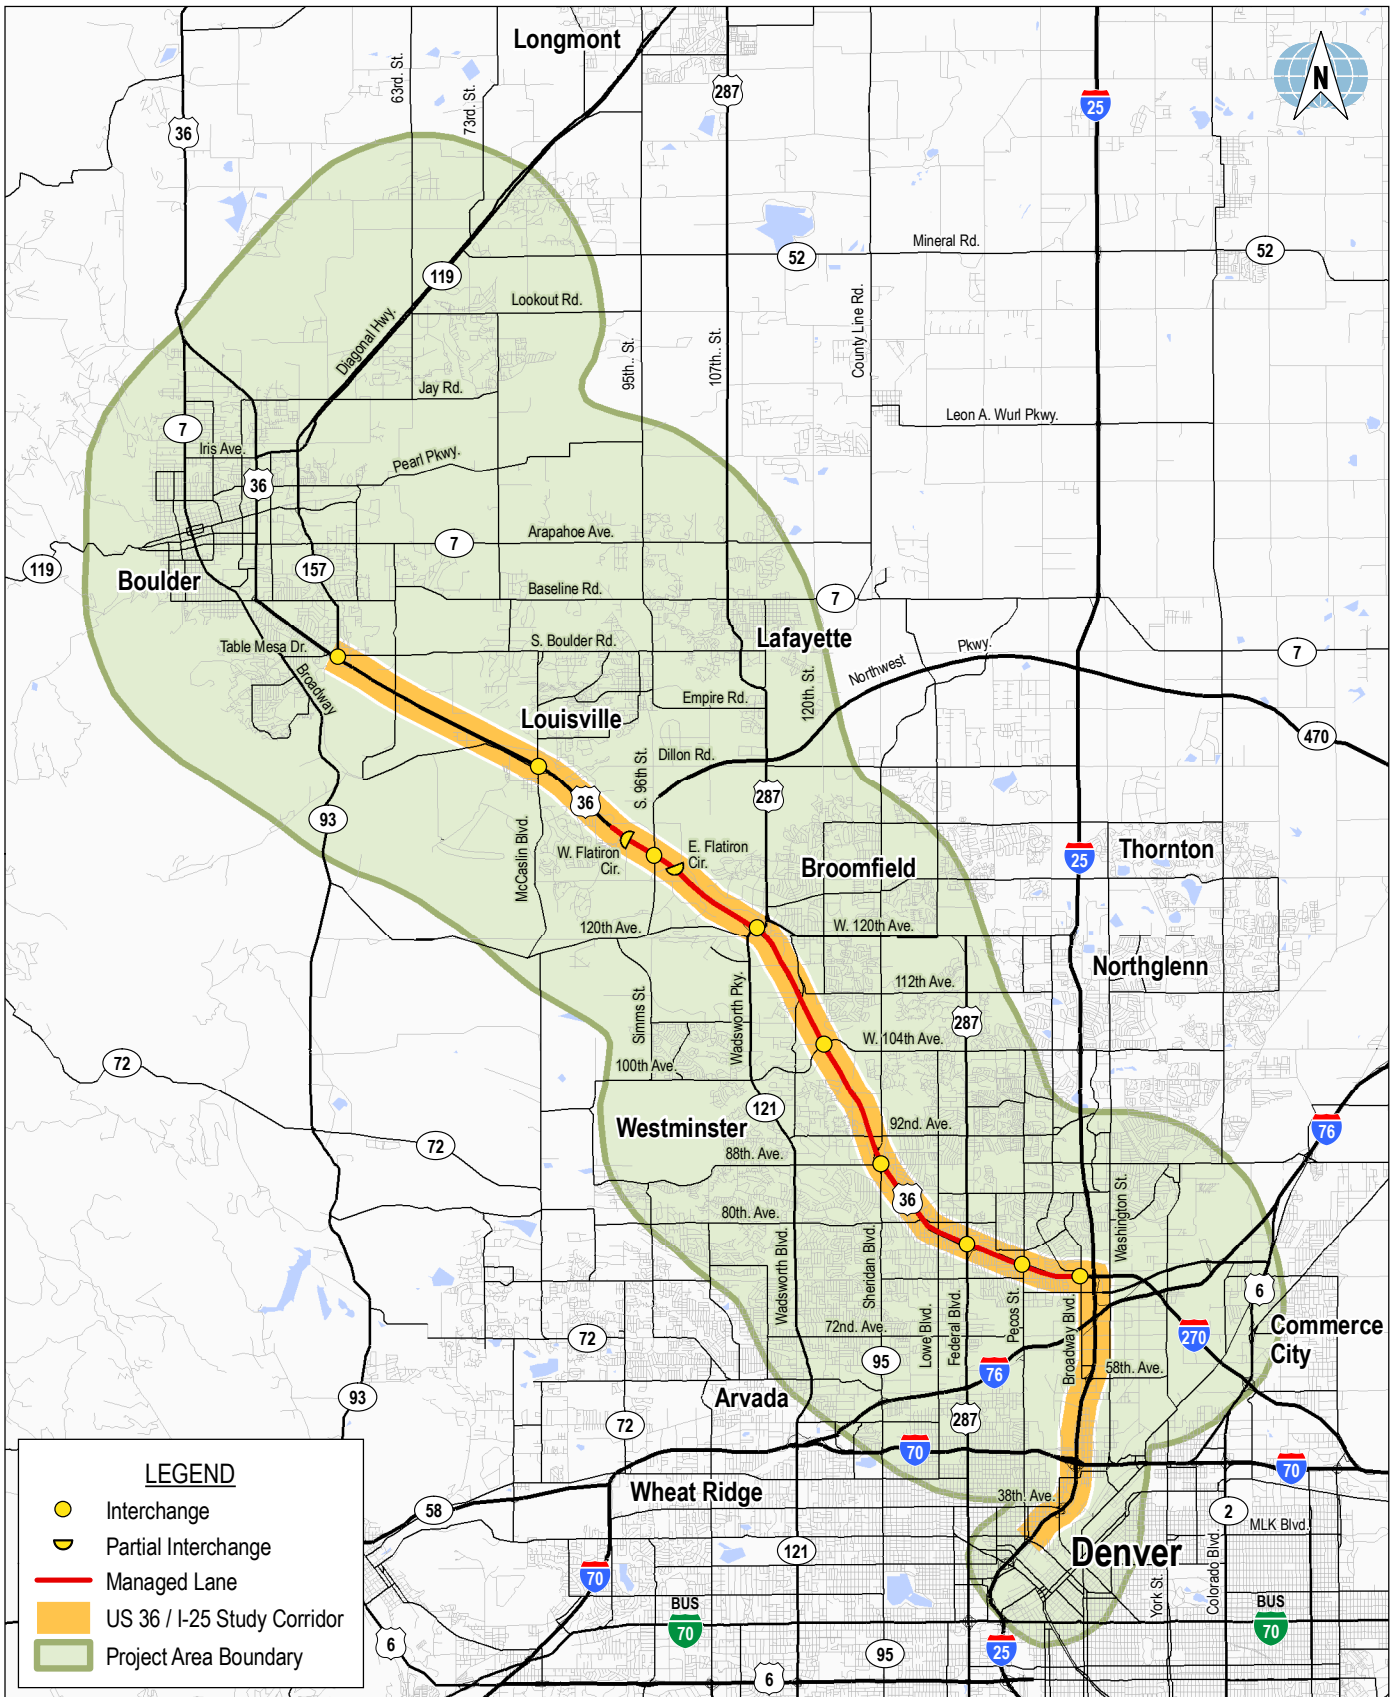 Longmont
63rd. St.
73rd. St.
287
25
N
36
Mineral Rd.
52
52
119
Lookout Rd.
Diagonal Hwy.
95th.. St.
107th.. St.
County Line Rd.
Jay Rd.
Leon A. Wurl Pkwy.
7
Iris Ave.
Pearl Pkwy.
36
Arapahoe Ave.
7
119
157
Boulder
Baseline Rd.
7
Table Mesa Dr.
S. Boulder Rd.
Lafayette
Northwest
Pkwy.
7
Broadway
Empire Rd.
120th. St.
Louisville
470
Dillon Rd.
S. 96th St.
36
287
93
McCaslin Blvd.
W. Flatiron
Cir.
E. Flatiron
Cir.
Broomfield
25
Thornton
120th Ave.
W. 120th Ave.
Northglenn
112th Ave.
Simms St.
Wadsworth Pky.
287
W. 104th Ave.
100th Ave.
72
121
Westminster
92nd. Ave.
76
72
88th. Ave.
36
80th. Ave.
Washington St.
Wadsworth Blvd.
Sheridan Blvd.
Lowe Blvd.
Federal Blvd.
Pecos St.
Broadway Blvd.
6
72nd. Ave.
270
Commerce
City
72
95
76
58th. Ave.
93
Arvada
72
287
70
70
Wheat Ridge
38th. Ave.
58
2
MLK Blvd.
121
Denver
70
York St.
Colorado Blvd.
BUS
70
BUS
70
6
95
25
6
LEGEND
Interchange
Partial Interchange
Managed Lane
US 36 / I-25 Study Corridor
Project Area Boundary